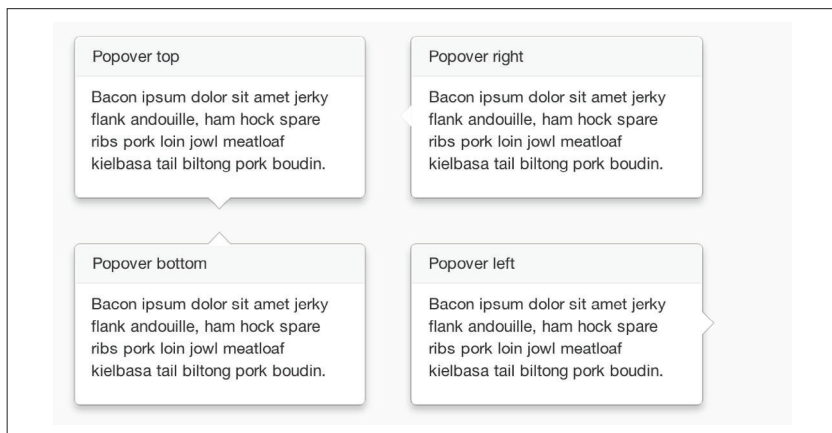 Popover top
Bacon ipsum dolor sit amet jerky
flank andouille, ham hock spare
ribs pork loin jowl meatloaf
kielbasa tail biltong pork boudin.
Popover right
Bacon ipsum dolor sit amet jerky
flank andouille, ham hock spare
ribs pork loin jowl meatloaf
kielbasa tail biltong pork boudin.
Popover bottom
Bacon ipsum dolor sit amet jerky
flank andouille, ham hock spare
ribs pork loin jowl meatloaf
kielbasa tail biltong pork boudin.
Popover left
Bacon ipsum dolor sit amet jerky
flank andouille, ham hock spare
ribs pork loin jowl meatloaf
kielbasa tail biltong pork boudin.